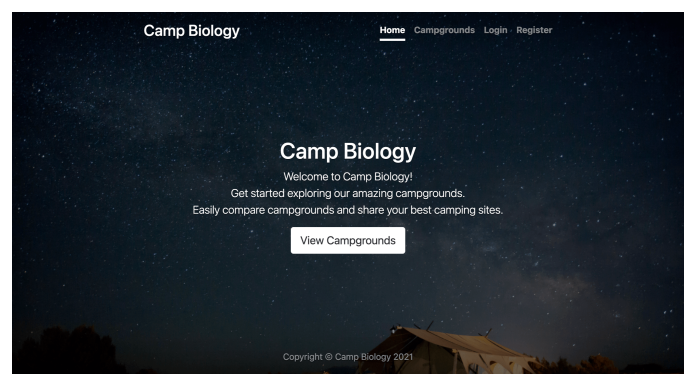 Camp Biology
Home Campgrounds Login Register
Camp Biology
Welcome to Camp Biology!
Get started exploring our amazing campgrounds.
Easily compare campgrounds and share your best camping sites.
View Campgrounds
Copyright © Camp Biology 2021